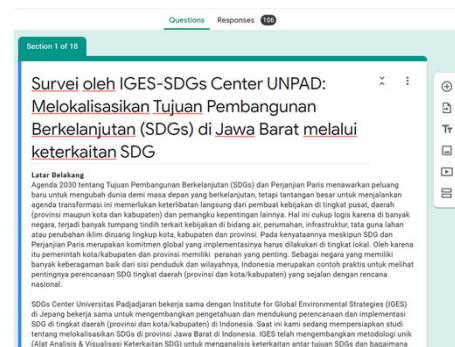 Questions Responses 106
Section 1 of 18
Survei oleh IGES-SDGs Center UNPAD:
Melokalisasikan Tujuan Pembangunan
Berkelanjutan (SDGs) di Jawa Barat melalui
keterkaitan SDG
Latar Belakang
Agenda 2030 tentang Tujuan Pembangunan Berkelanjutan (SDGs) dan Perjanjian Paris menawarkan peluang
baru untuk mengubah dunia demi masa depan yang berkelanjutan, tetapi tantangan besar untuk menjalankan
agenda transformasi ini memerlukan keterlibatan langsung dari pembuat kebijakan di tingkat pusat, daerah
(provinsi maupun kota dan kabupaten) dan pemangku kepentingan lainnya. Hal ini cukup logis karena di banyak
negara, terjadi banyak tumpang tindih terkait kebijakan di bidang air, perumahan, infrastruktur, tata guna lahan
atau perubahan iklim diruang lingkup kota, kabupaten dan provinsi. Pada kenyataannya meskipun SDG dan
Perjanjian Paris merupakan komitmen global yang implementasinya harus dilakukan di tingkat lokal. Oleh karena
itu pemerintah kota/kabupaten dan provinsi memiliki peranan yang penting. Sebagai negara yang memiliki
banyak keberagaman baik dari sisi penduduk dan wilayahnya, Indonesia merupakan contoh praktis untuk melihat
pentingnya perencanaan SDG tingkat daerah (provinsi dan kota/kabupaten) yang sejalan dengan rencana
nasional.
SDGs Center Universitas Padjadjaran bekerja sama dengan Institute for Global Environmental Strategies (IGES)
di Jepang bekerja sama untuk mengembangkan pengetahuan dan mendukung perencanaan dan implementasi
SDG di tingkat daerah (provinsi dan kota/kabupaten) di Indonesia. Saat ini kami sedang mempersiapkan studi
tentang melokalisasikan SDGs di provinsi Jawa Barat di Indonesia. IGES telah mengembangkan metodologi unik
(Alat Analisis & Visualisasi Keterkaitan SDG) untuk menganalisis keterkaitan antar tujuan SDGs dan bagaimana
Tт